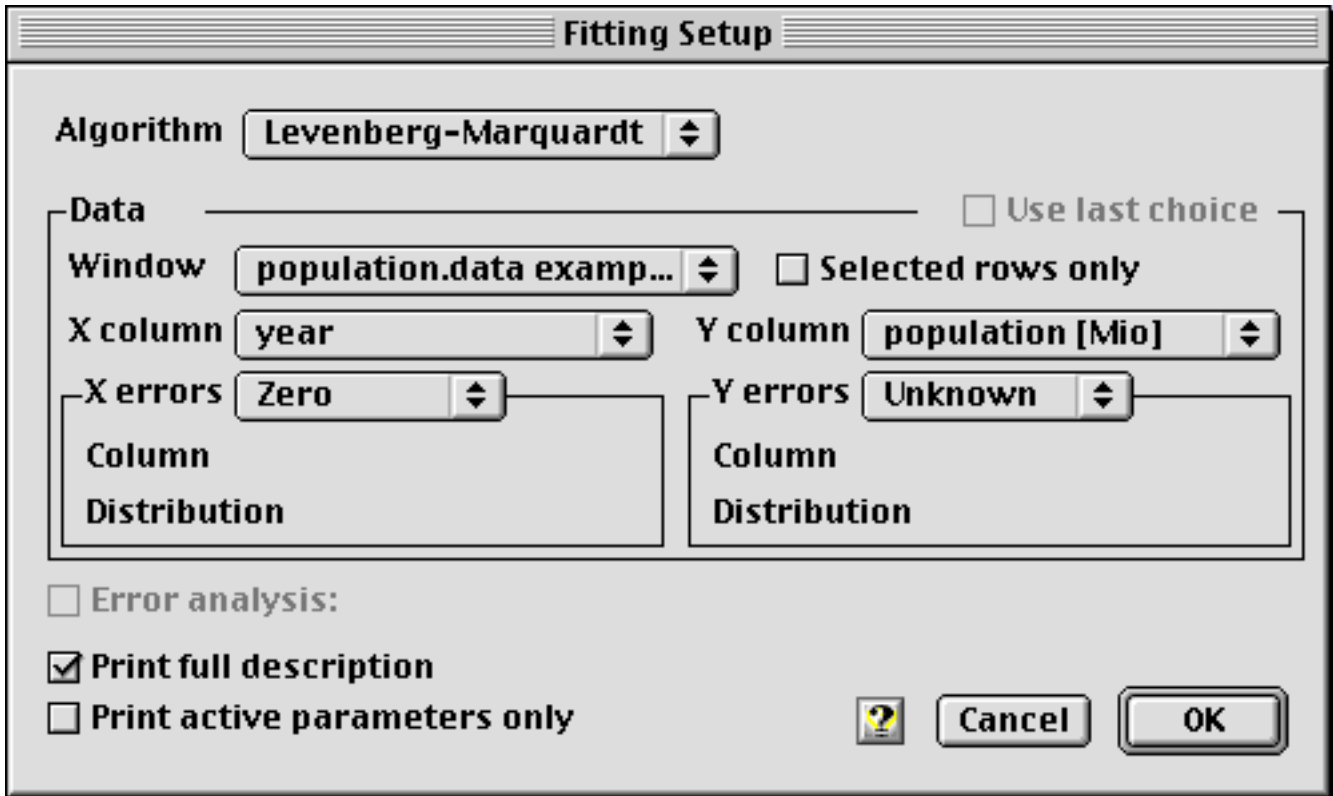 Fitting Setup
Algorithm Levenberg-Marquardt
Data Use last choice
Window population.data examp... Selected rows only
X column year Y column population [Mio]
X errors Zero Y errors Unknown
Column Column
Distribution Distribution
Error analysis:
Print full description
Print active parameters only ? Cancel OK